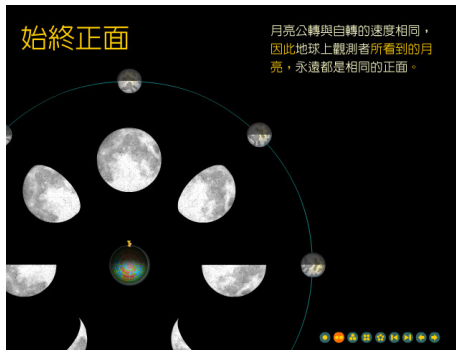 始終正面
月亮公轉與自轉的速度相同，
因此地球上觀測者所看到的月
亮，永遠都是相同的正面。